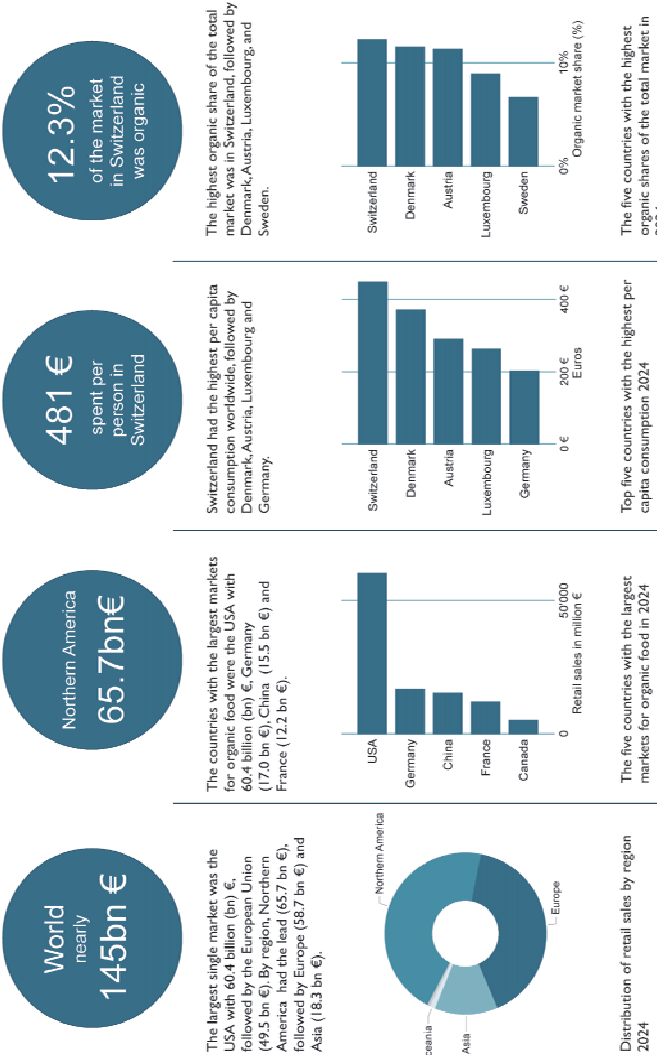 World
nearly
145bn €
The largest single market was the
USA with 60.4 billion (bn) €,
followed by the European Union
(49.5 bn €). By region, Northern
America had the lead (65.7 bn €),
followed by Europe (58.7 bn €) and
Asia (18.3 bn €).
Northern America
Europe
Asia
Distribution of retail sales by region
2024
Northern America
65.7bn€
The countries with the largest markets
for organic food were the USA with
60.4 billion (bn) €, Germany
(17.0 bn €), China (15.5 bn €) and
France (12.2 bn €).
USA
Germany
China
France
Canada
0
50'000
Retail sales in million €
The five countries with the largest
markets for organic food in 2024
481 €
spent per
person in
Switzerland
Switzerland had the highest per capita
consumption worldwide, followed by
Denmark, Austria, Luxembourg and
Germany.
Switzerland
Denmark
Austria
Luxembourg
Germany
0 €
200 €
400 €
Euros
Top five countries with the highest per
capita consumption 2024
12.3%
of the market
in Switzerland
was organic
The highest organic share of the total
market was in Switzerland, followed by
Denmark, Austria, Luxembourg, and
Sweden.
Switzerland
Denmark
Austria
Luxembourg
Sweden
0%
10%
Organic market share (%)
The five countries with the highest
organic shares of the total market in